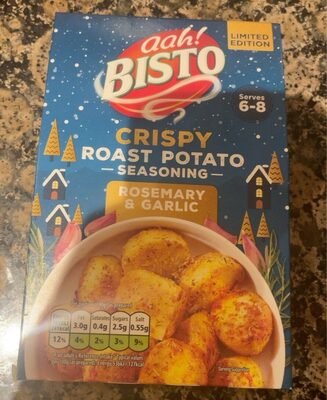 aah!
BISTO
LIMITED
EDITION
Serves
6-8
CRISPY
ROAST POTATO
SEASONING
ROSEMARY
& GARLIC
Fat
3.0g
4%
Saturates
0.4g
2%
Sugars
2.5g
3%
Salt
0.55g
9%
12%